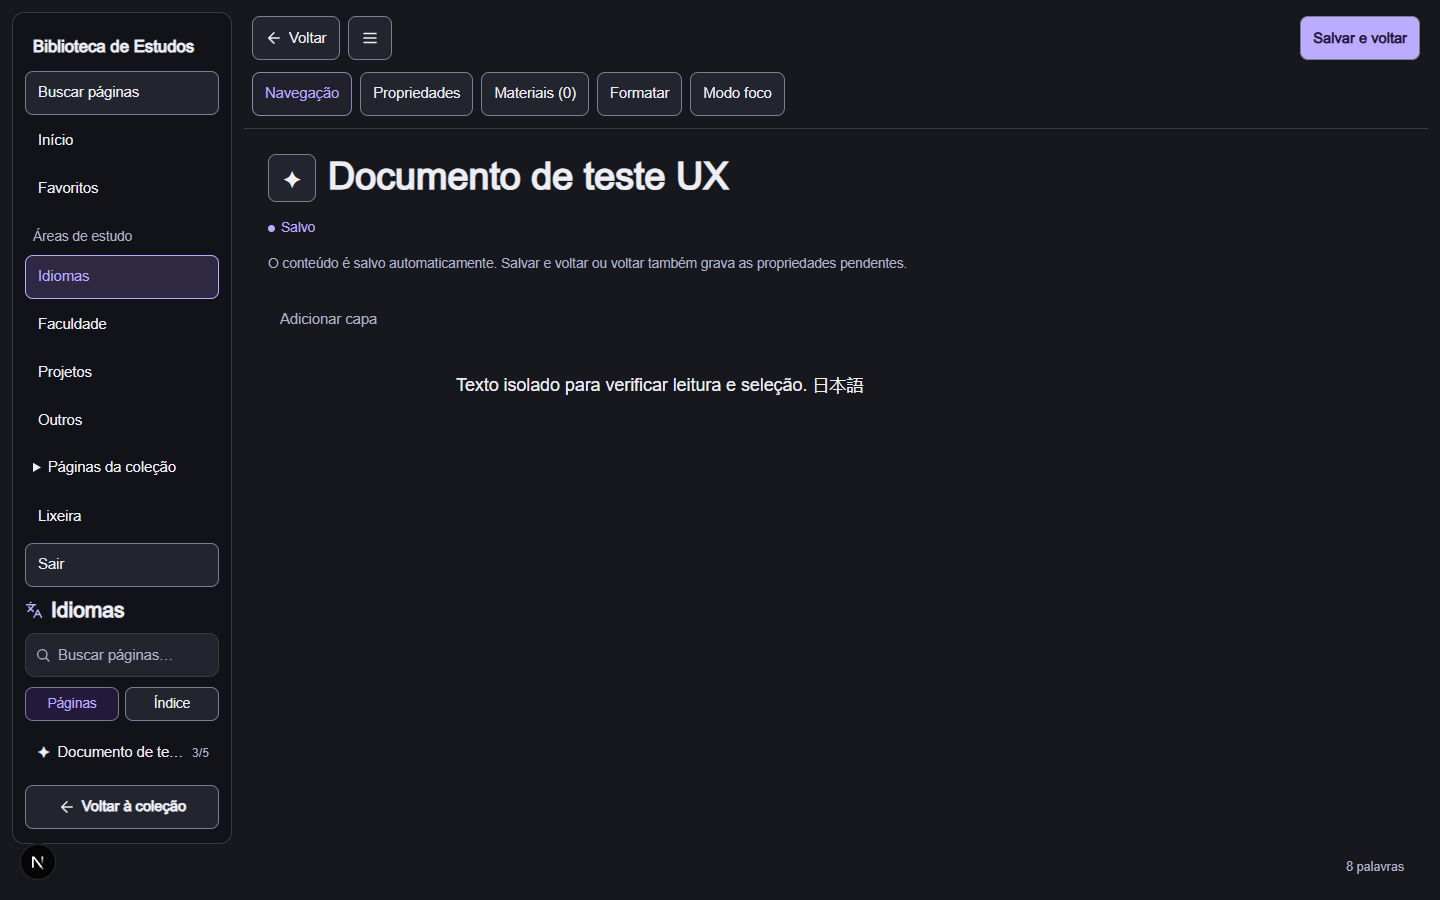 Biblioteca de Estudos
Buscar páginas
Início
Favoritos
Áreas de estudo
Idiomas
Faculdade
Projetos
Outros
Páginas da coleção
Lixeira
Sair
Idiomas
Buscar páginas...
Páginas
Índice
Documento de te... 3/5
Voltar à coleção
N
Voltar
Salvar e voltar
Navegação
Propriedades
Materiais (0)
Formatar
Modo foco
Documento de teste UX
Salvo
O conteúdo é salvo automaticamente. Salvar e voltar ou voltar também grava as propriedades pendentes.
Adicionar capa
Texto isolado para verificar leitura e seleção. 日本語
8 palavras